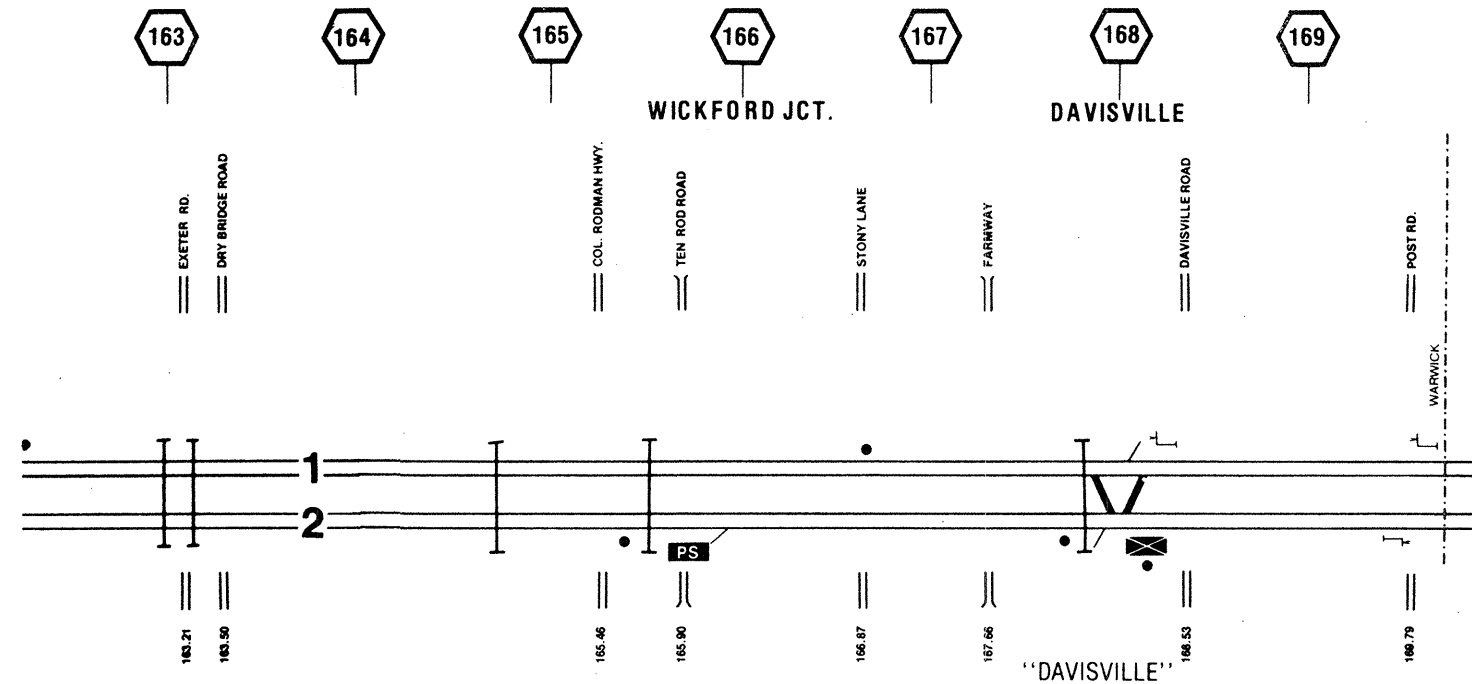 163
164
165
166
167
168
169
WICKFORD JCT.
DAVISVILLE
EXETER RD.
DRY BRIDGE ROAD
COL. RODMAN HWY.
TEN ROD ROAD
STONY LANE
FARMWAY
DAVISVILLE ROAD
POST RD.
WARWICK
1
2
PS
163.21
163.50
165.46
165.90
166.87
167.66
168.53
169.79
''DAVISVILLE''